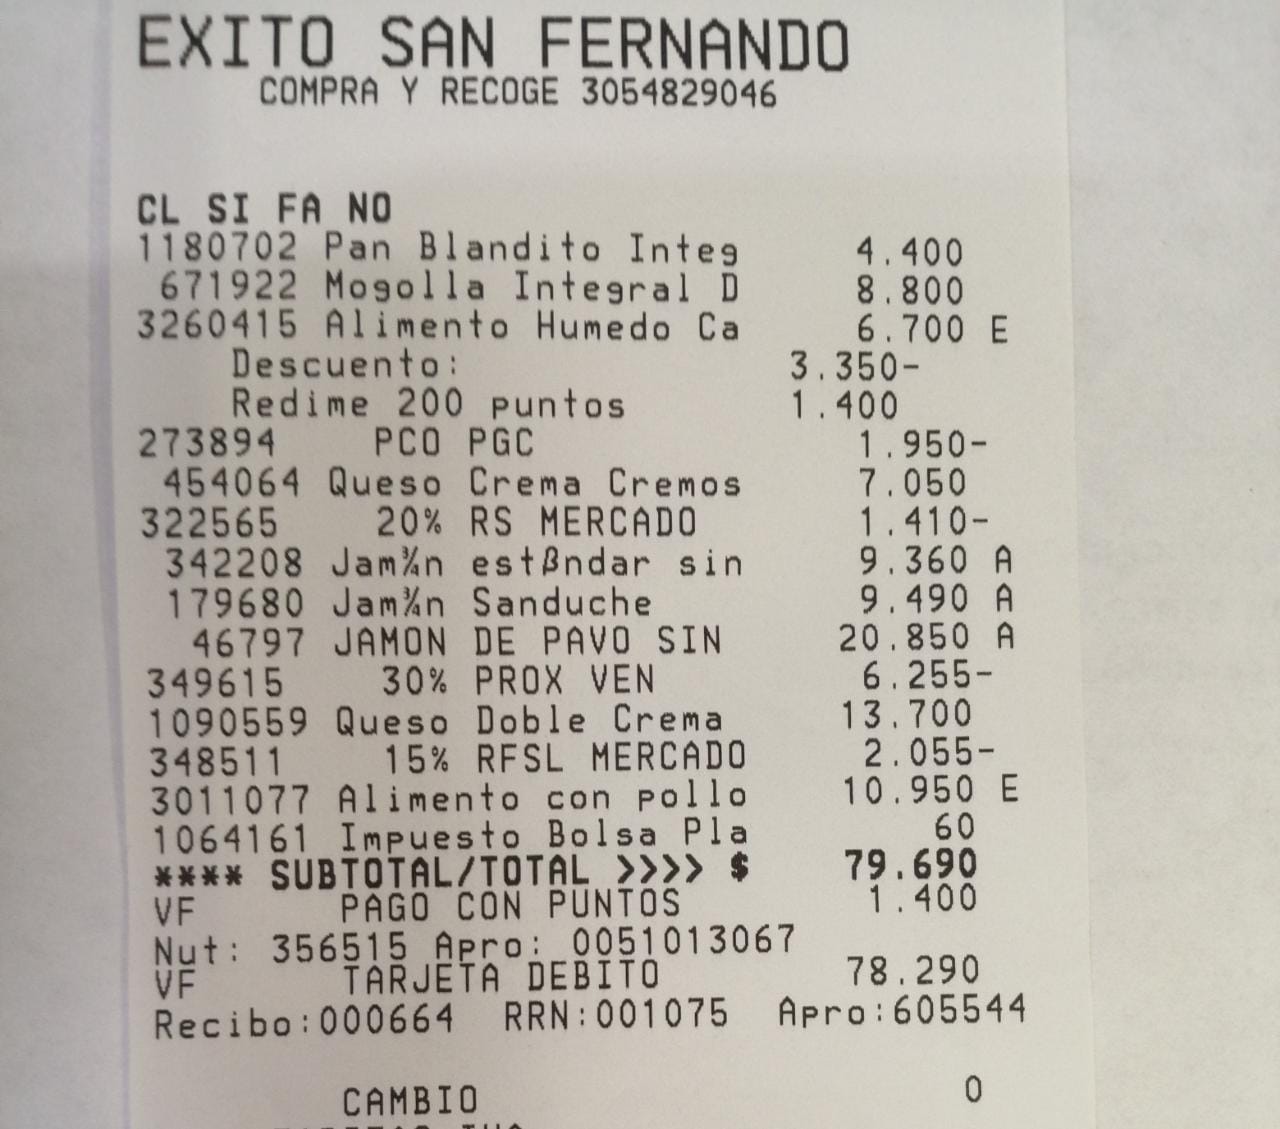 EXITO SAN FERNANDO
COMPRA Y RECOGE 3054829046
CL SI FA NO
1180702 Pan Blandito Integ 4.400
671922 Mogolla Integral D 8.800
3260415 Alimento Humedo Ca 6.700 E
Descuento: 3.350-
Redime 200 puntos 1.400
273894 PCO PGC 1.950-
454064 Queso Crema Cremos 7.050
322565 20% RS MERCADO 1.410-
342208 Jam¾n estßndar sin 9.360 A
179680 Jam¾n Sanduche 9.490 A
46797 JAMON DE PAVO SIN 20.850 A
349615 30% PROX VEN 6.255-
1090559 Queso Doble Crema 13.700
348511 15% RFSL MERCADO 2.055-
3011077 Alimento con pollo 10.950 E
1064161 Impuesto Bolsa Pla 60
**** SUBTOTAL/TOTAL >>>> $ 79.690
VF PAGO CON PUNTOS 1.400
Nut: 356515 Apro: 0051013067
VF TARJETA DEBITO 78.290
Recibo:000664 RRN:001075 Apro:605544
CAMBIO 0